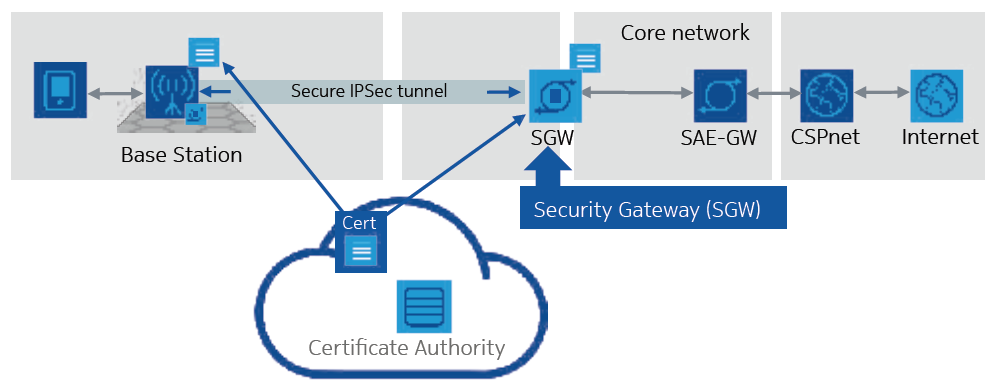 Core network
Secure IPSec tunnel
Base Station
SGW
SAE-GW
CSPnet
Internet
Security Gateway (SGW)
Cert
Certificate Authority